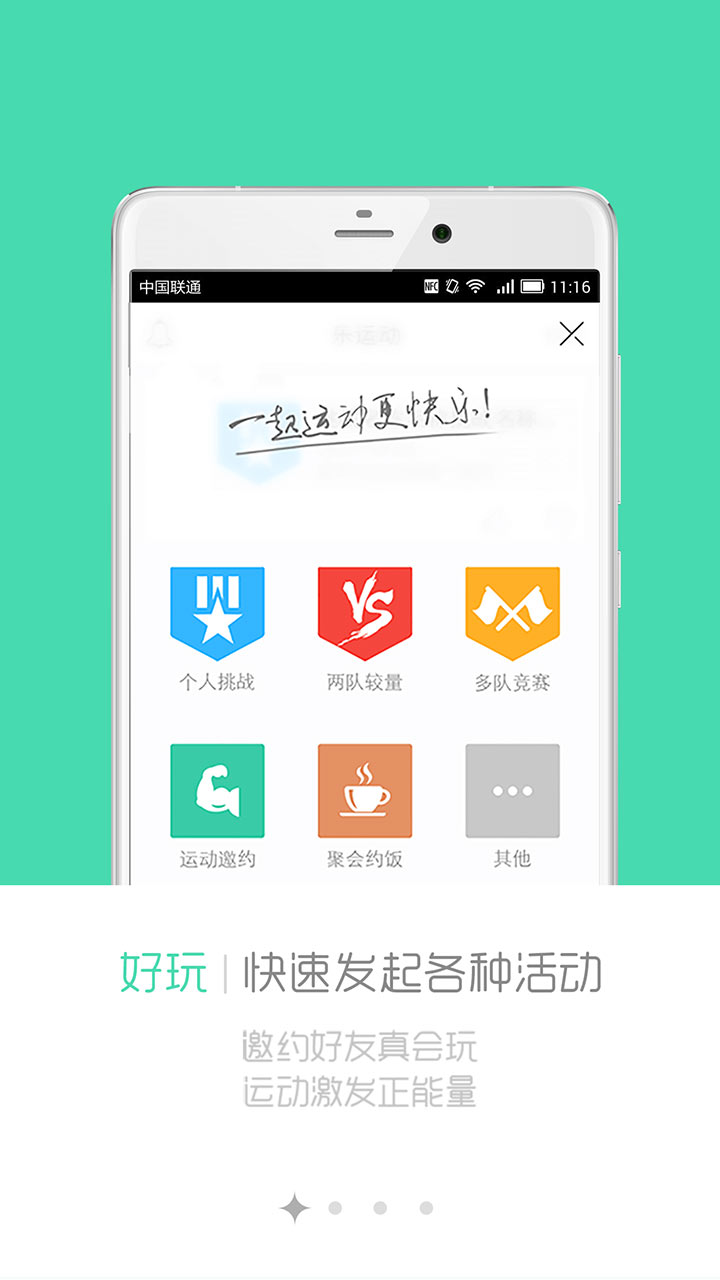 中国联通 NFC 11:16
乐运动
一起运动更快乐!
VS
个人挑战 两队较量 多队竞赛
运动邀约 聚会约饭 其他
好玩 | 快速发起各种活动
邀约好友真会玩
运动激发正能量